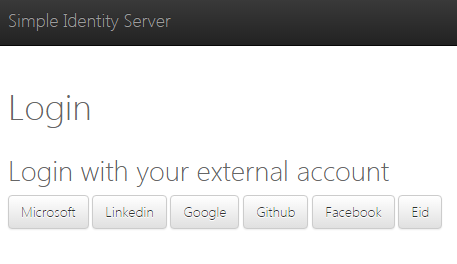 Simple Identity Server
Login
Login with your external account
Microsoft Linkedin Google Github Facebook Eid